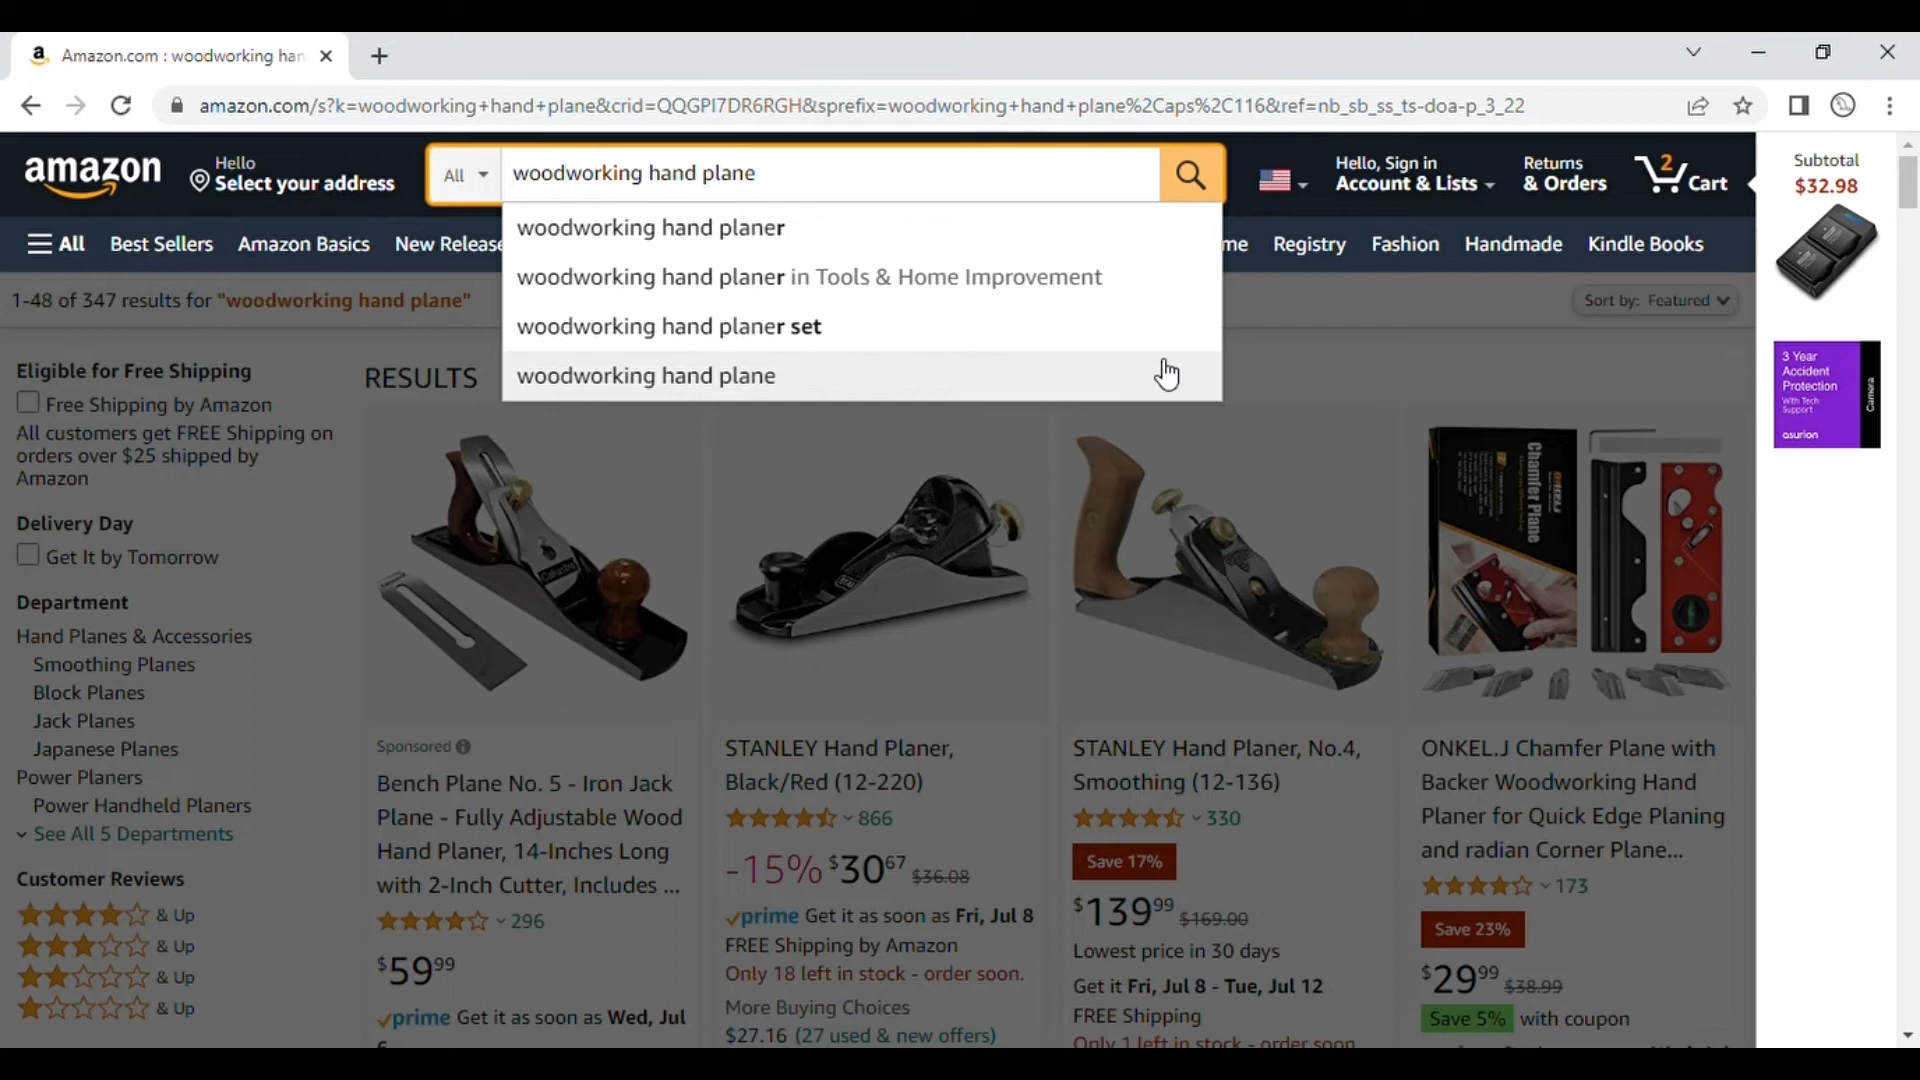 Amazon.com : woodworking han
amazon.com/s?k=woodworking+hand+plane&crid=QQGPI7DR6RGH&sprefix=woodworking+hand+plane%2Caps%2C116&ref=nb_sb_ss_ts-doa-p_3_22
amazon
Hello
Select your address
All
woodworking hand plane
Hello, Sign in
Account & Lists
Returns
& Orders
2
Cart
Subtotal
$32.98
woodworking hand planer
woodworking hand planer in Tools & Home Improvement
woodworking hand planer set
woodworking hand plane
All
Best Sellers
Amazon Basics
New Release
me
Registry
Fashion
Handmade
Kindle Books
1-48 of 347 results for "woodworking hand plane"
Sort by: Featured
3 Year
Accident
Protection
With Tech
Support
asurion
Camera
Eligible for Free Shipping
Free Shipping by Amazon
All customers get FREE Shipping on
orders over $25 shipped by
Amazon
Delivery Day
Get It by Tomorrow
Department
Hand Planes & Accessories
Smoothing Planes
Block Planes
Jack Planes
Japanese Planes
Power Planers
Power Handheld Planers
See All 5 Departments
Customer Reviews
& Up
& Up
& Up
& Up
RESULTS
Sponsored
Bench Plane No. 5 - Iron Jack
Plane - Fully Adjustable Wood
Hand Planer, 14-Inches Long
with 2-Inch Cutter, Includes ...
296
$5999
prime Get it as soon as Wed, Jul
STANLEY Hand Planer,
Black/Red (12-220)
866
-15% $3067 $36.08
prime Get it as soon as Fri, Jul 8
FREE Shipping by Amazon
Only 18 left in stock - order soon.
More Buying Choices
$27.16 (27 used & new offers)
STANLEY Hand Planer, No.4,
Smoothing (12-136)
330
Save 17%
$13999 $169.00
Lowest price in 30 days
Get it Fri, Jul 8 - Tue, Jul 12
FREE Shipping
Only 1 left in stock - order soon
Chamfer Plane
ONKEL.J Chamfer Plane with
Backer Woodworking Hand
Planer for Quick Edge Planing
and radian Corner Plane...
173
Save 23%
$2999 $38.99
Save 5% with coupon